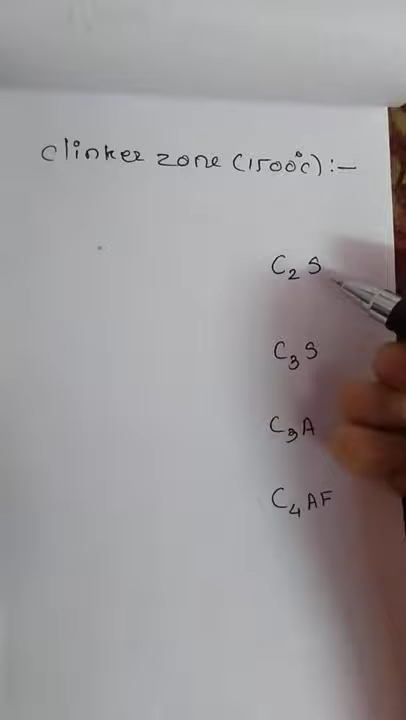 Clinker zone (1500°C) :-
C₂S
C₃S
C₃A
C₄AF